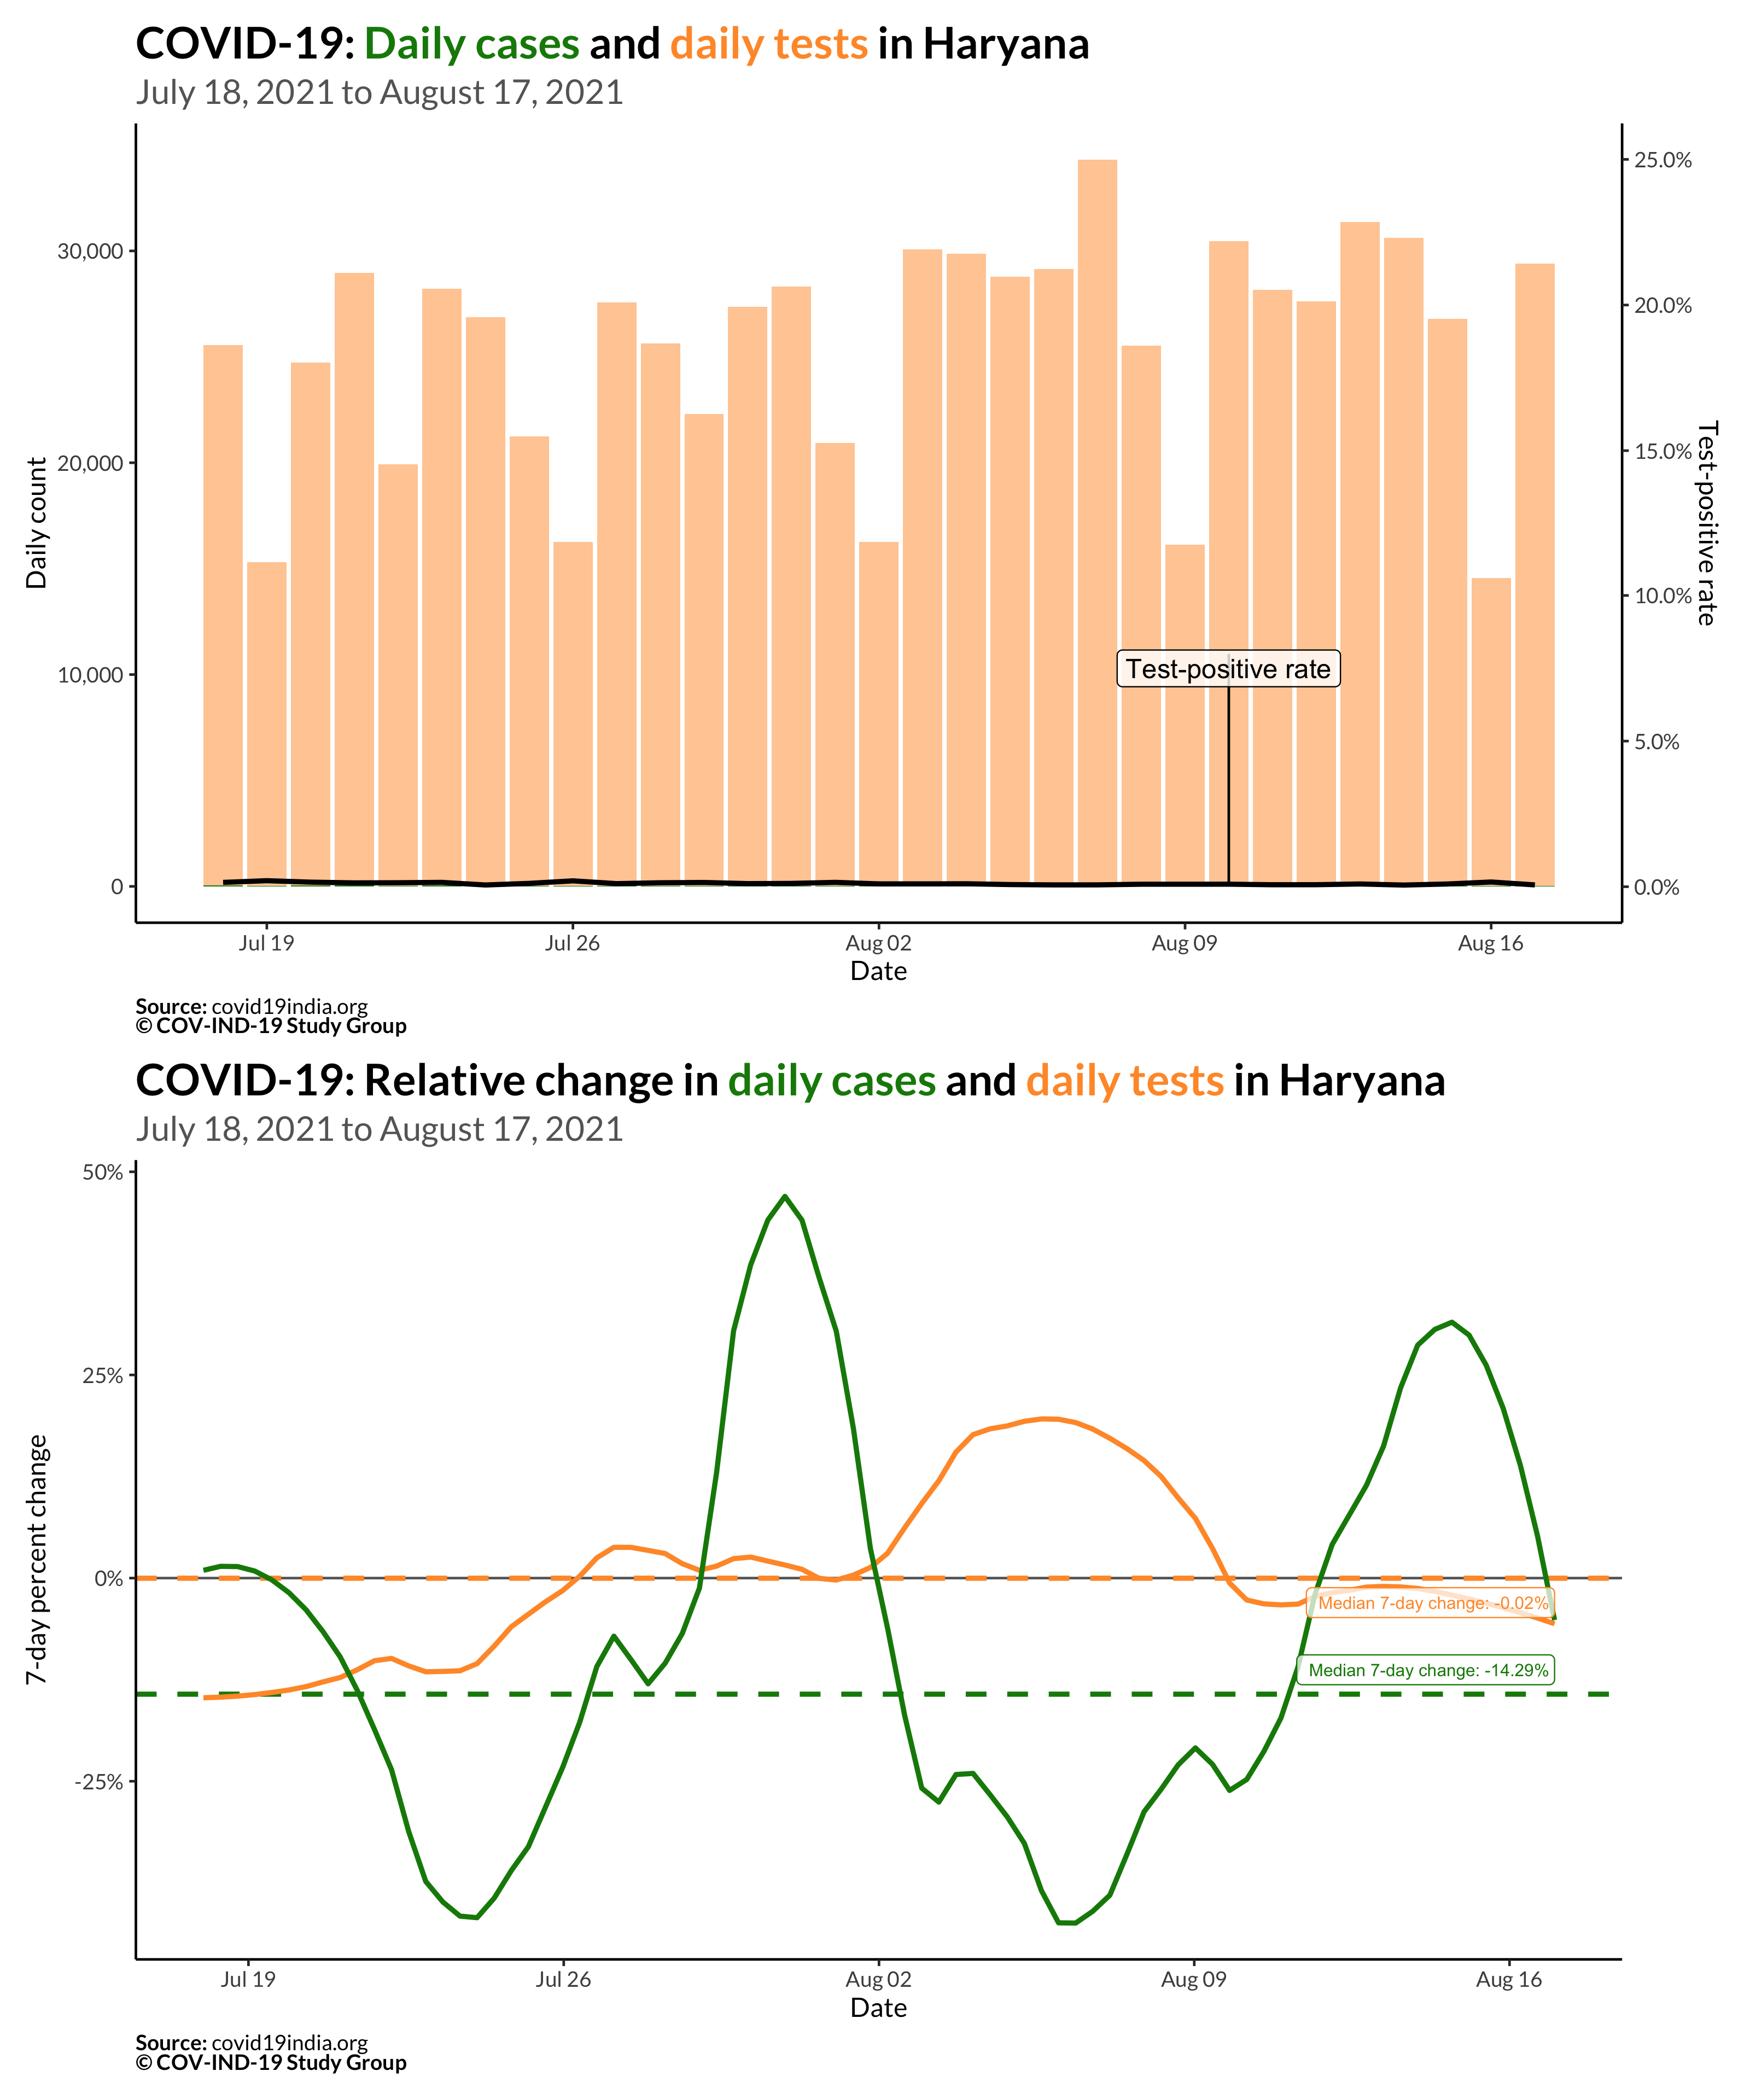 COVID-19: Daily cases and daily tests in Haryana
July 18, 2021 to August 17, 2021
Daily count
30,000
20,000
10,000
0
25.0%
20.0%
15.0%
10.0%
5.0%
0.0%
Test-positive rate
Test-positive rate
Jul 19
Jul 26
Aug 02
Aug 09
Aug 16
Date
Source: covid19india.org
© COV-IND-19 Study Group
COVID-19: Relative change in daily cases and daily tests in Haryana
July 18, 2021 to August 17, 2021
7-day percent change
50%
25%
0%
-25%
Median 7-day change: -0.02%
Median 7-day change: -14.29%
Jul 19
Jul 26
Aug 02
Aug 09
Aug 16
Date
Source: covid19india.org
© COV-IND-19 Study Group